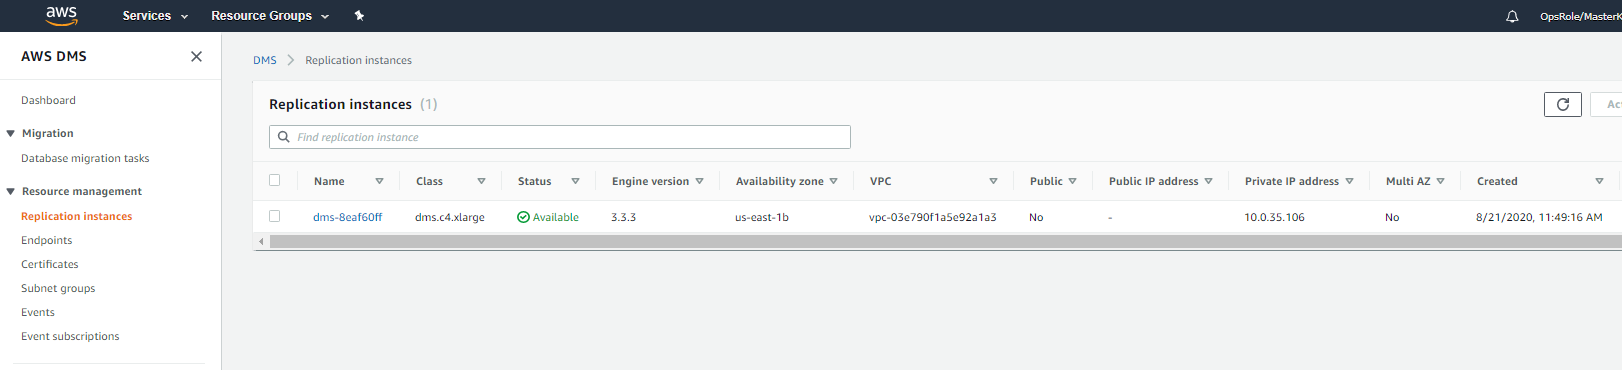 aws Services Resource Groups OpsRole/MasterK
AWS DMS
DMS Replication instances
Dashboard
Migration
Database migration tasks
Resource management
Replication instances
Endpoints
Certificates
Subnet groups
Events
Event subscriptions
Replication instances (1)
Ac
Find replication instance
Name Class Status Engine version Availability zone VPC Public Public IP address Private IP address Multi AZ Created
dms-8eaf60ff dms.c4.xlarge Available 3.3.3 us-east-1b vpc-03e790f1a5e92a1a3 No - 10.0.35.106 No 8/21/2020, 11:49:16 AM